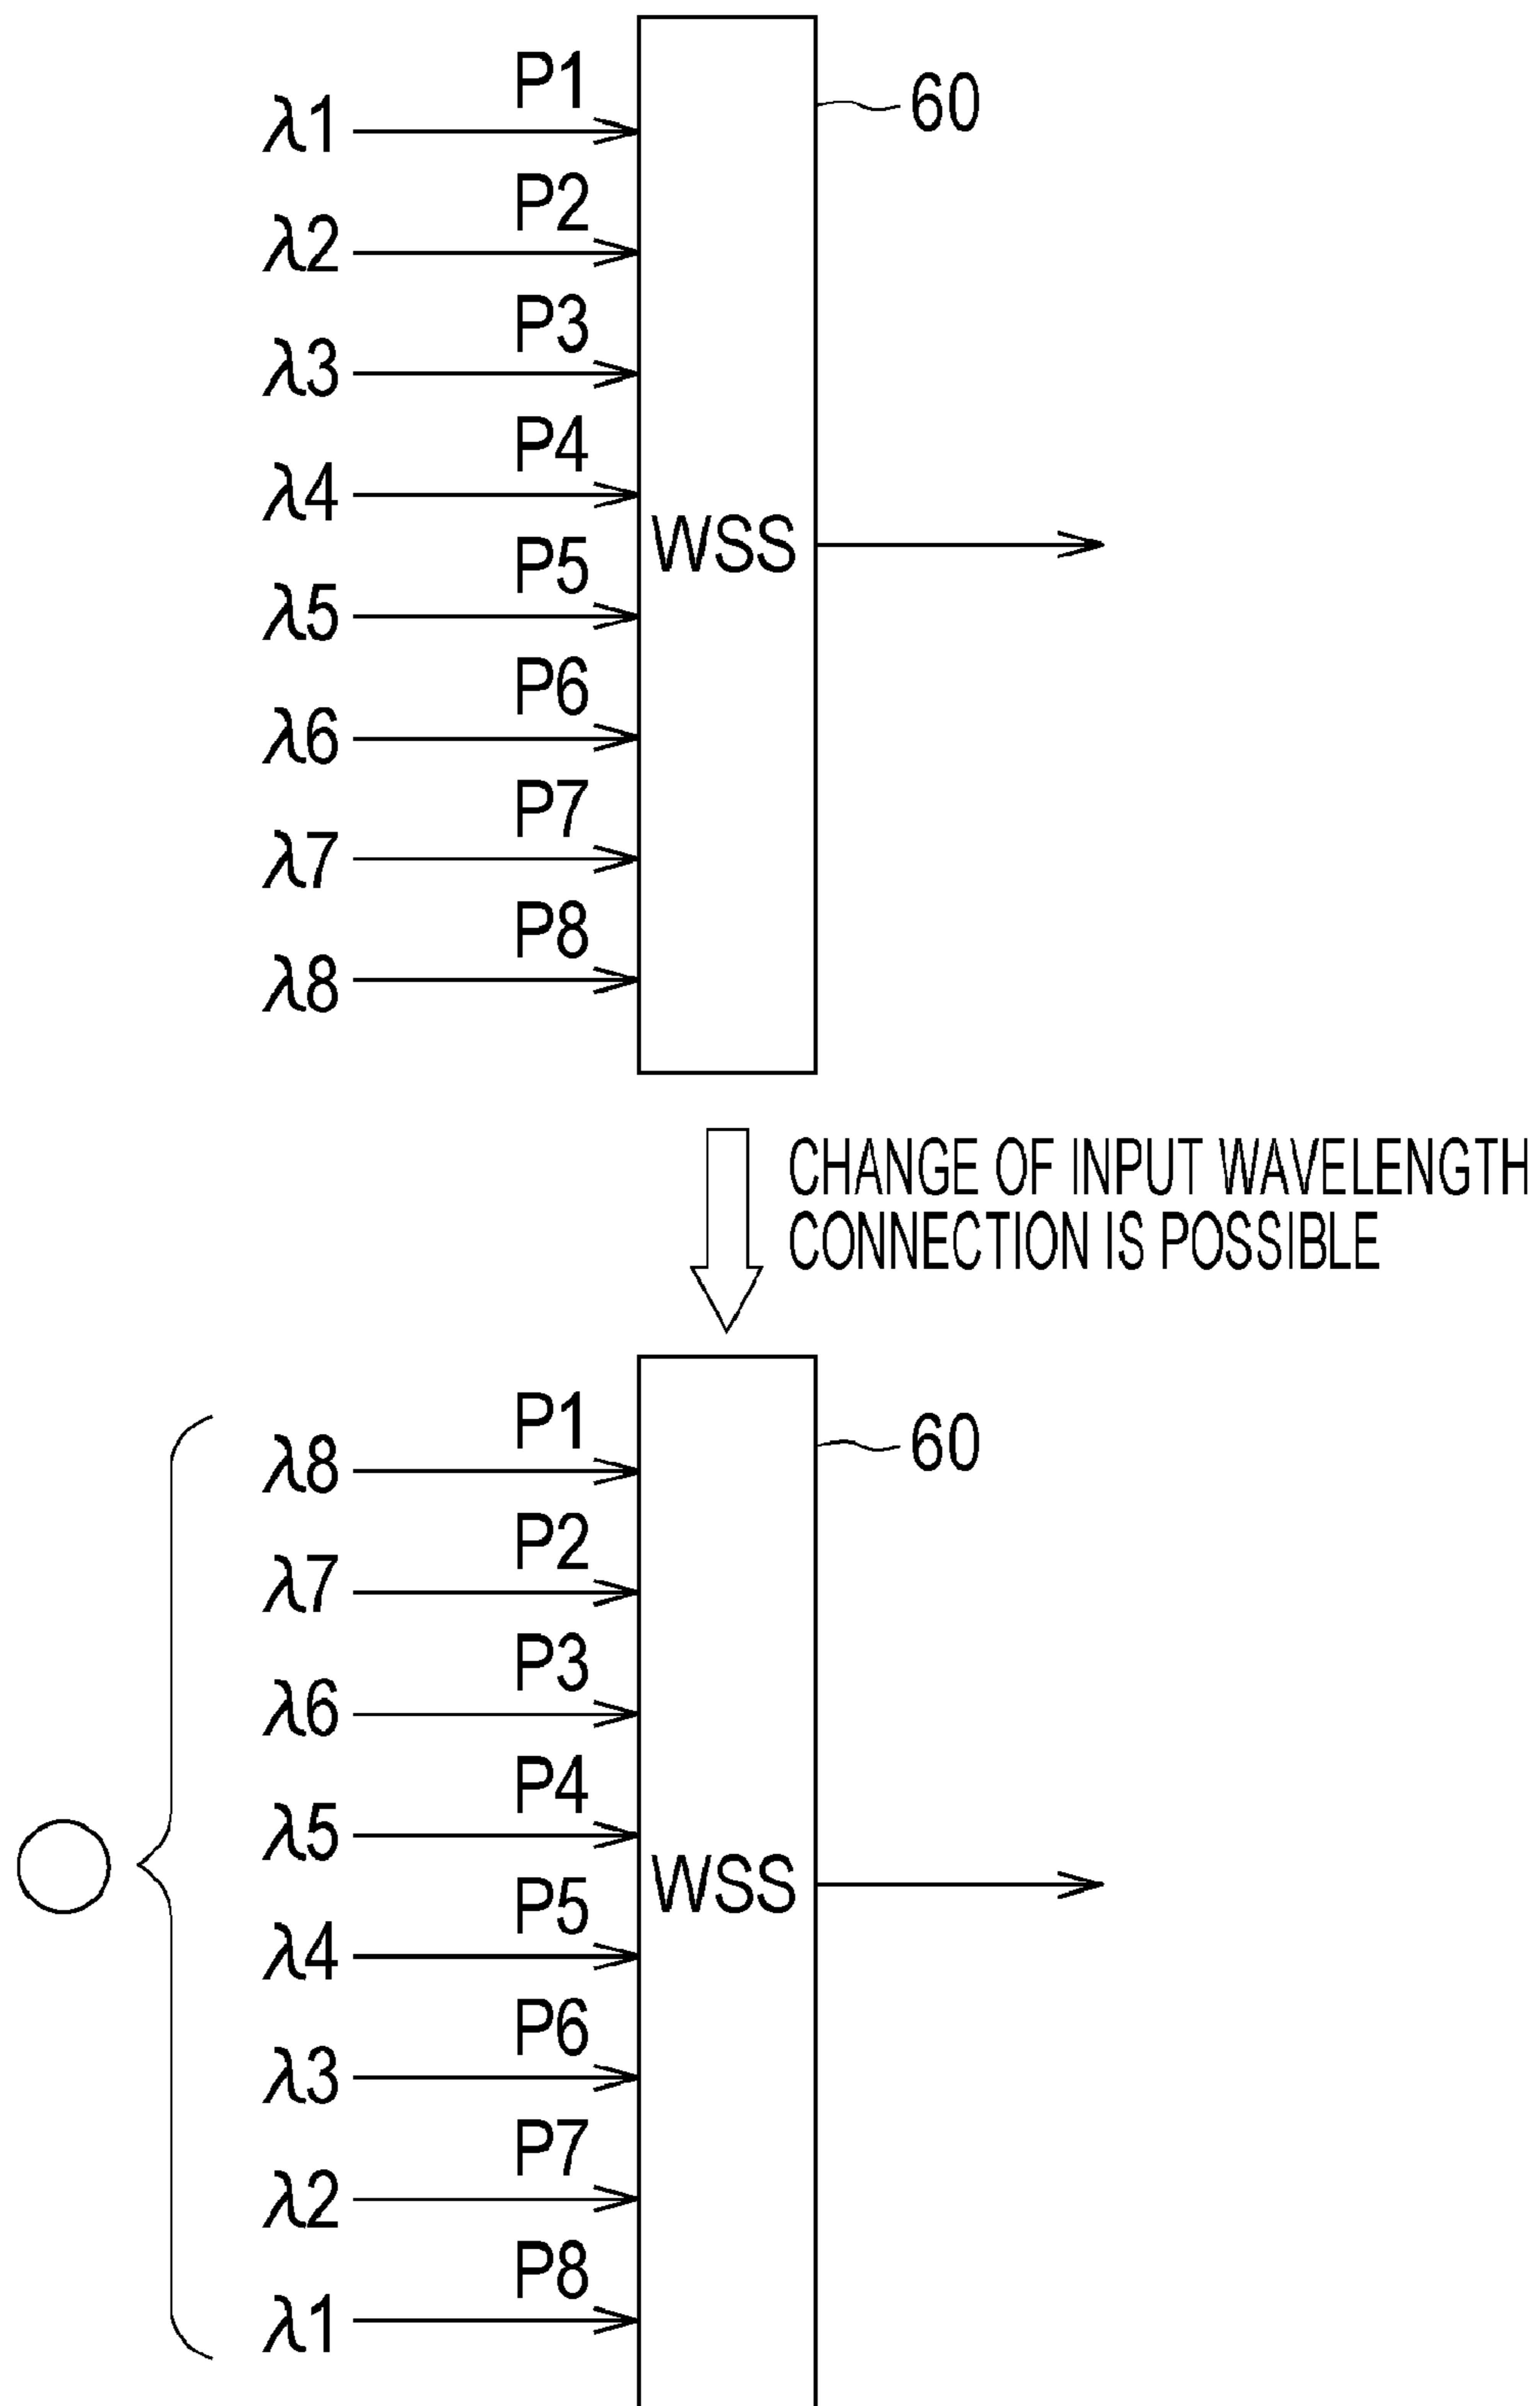 P1
λ1
60
P2
λ2
P3
λ3
P4
λ4
WSS
P5
λ5
P6
λ6
P7
λ7
P8
λ8
CHANGE OF INPUT WAVELENGTH
CONNECTION IS POSSIBLE
P1
λ8
60
P2
λ7
P3
λ6
P4
λ5
WSS
P5
λ4
P6
λ3
P7
λ2
P8
λ1